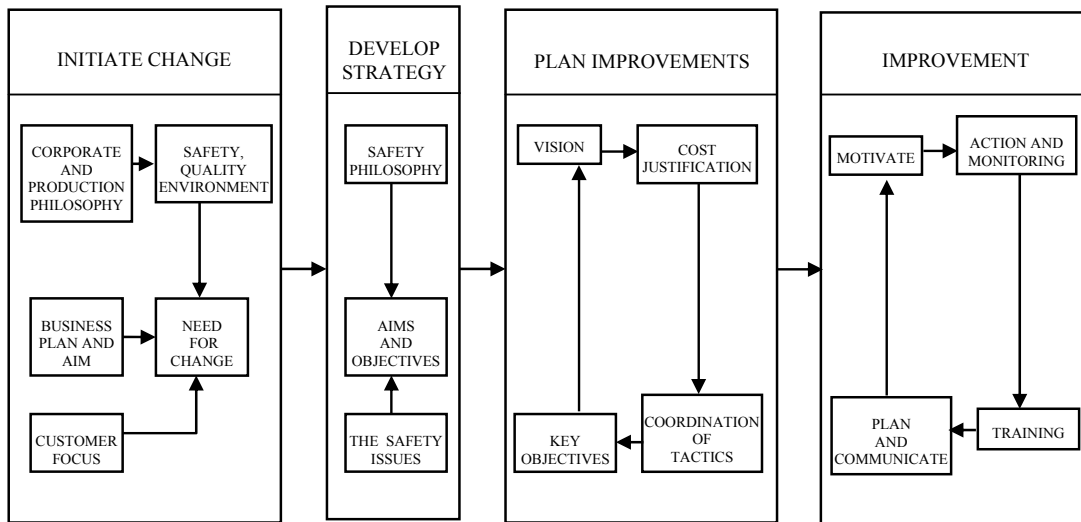 INITIATE CHANGE
CORPORATE
AND
PRODUCTION
PHILOSOPHY
SAFETY,
QUALITY
ENVIRONMENT
BUSINESS
PLAN AND
AIM
NEED
FOR
CHANGE
CUSTOMER
FOCUS
DEVELOP
STRATEGY
SAFETY
PHILOSOPHY
AIMS
AND
OBJECTIVES
THE SAFETY
ISSUES
PLAN IMPROVEMENTS
VISION
COST
JUSTIFICATION
KEY
OBJECTIVES
COORDINATION
OF
TACTICS
IMPROVEMENT
MOTIVATE
ACTION AND
MONITORING
PLAN
AND
COMMUNICATE
TRAINING